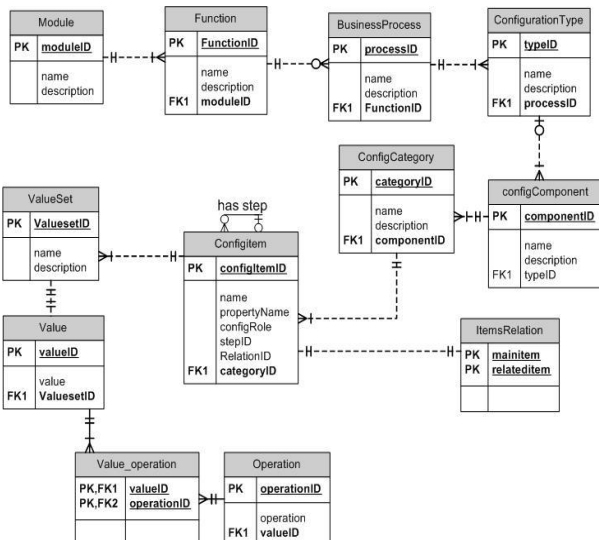 Module
PK moduleID
name
description
Function
PK FunctionID
name
description
FK1 moduleID
BusinessProcess
PK processID
name
description
FK1 FunctionID
ConfigurationType
PK typeID
name
description
FK1 processID
ConfigCategory
PK categoryID
name
description
FK1 componentID
configComponent
PK componentID
name
description
FK1 typeID
ValueSet
PK ValuesetID
name
description
has step
Configitem
PK configItemID
name
propertyName
configRole
stepID
RelationID
FK1 categoryID
ItemsRelation
PK mainitem
PK relateditem
Value
PK valueID
value
FK1 ValuesetID
Value_operation
PK,FK1 valueID
PK,FK2 operationID
Operation
PK operationID
operation
FK1 valueID